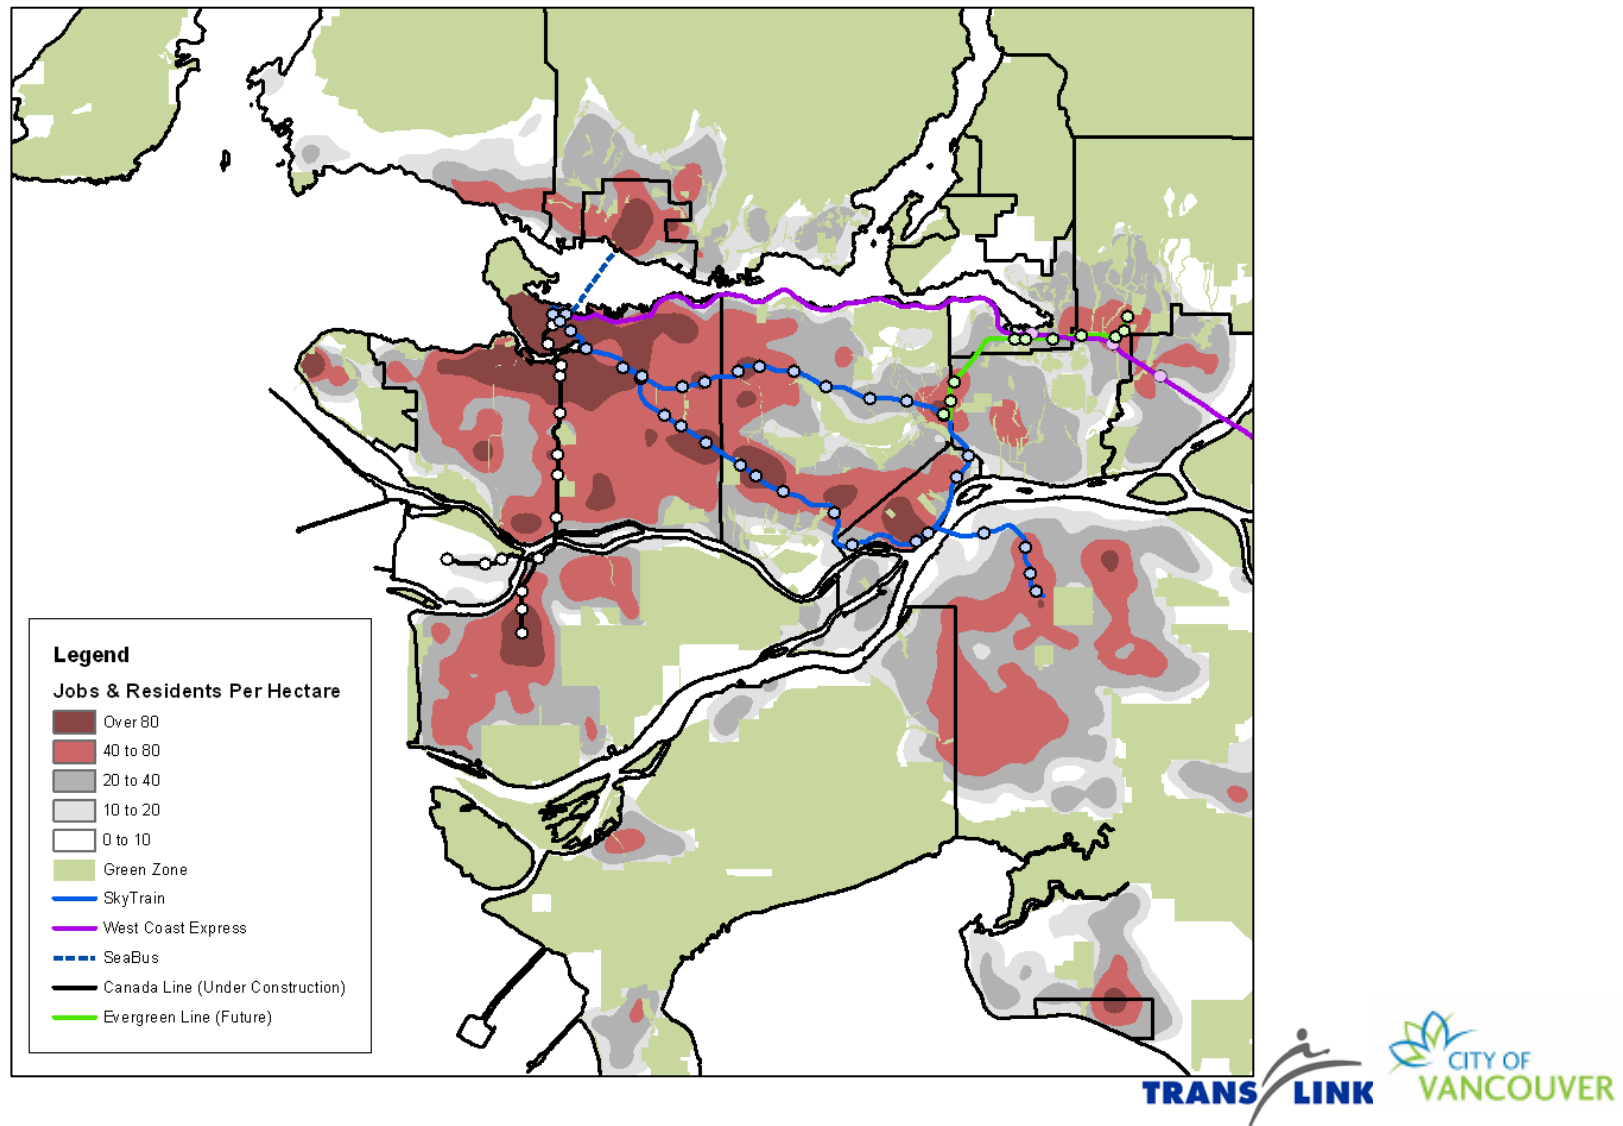 Legend
Jobs & Residents Per Hectare
Over 80
40 to 80
20 to 40
10 to 20
0 to 10
Green Zone
SkyTrain
West Coast Express
SeaBus
Canada Line (Under Construction)
Evergreen Line (Future)
TRANS LINK
CITY OF
VANCOUVER